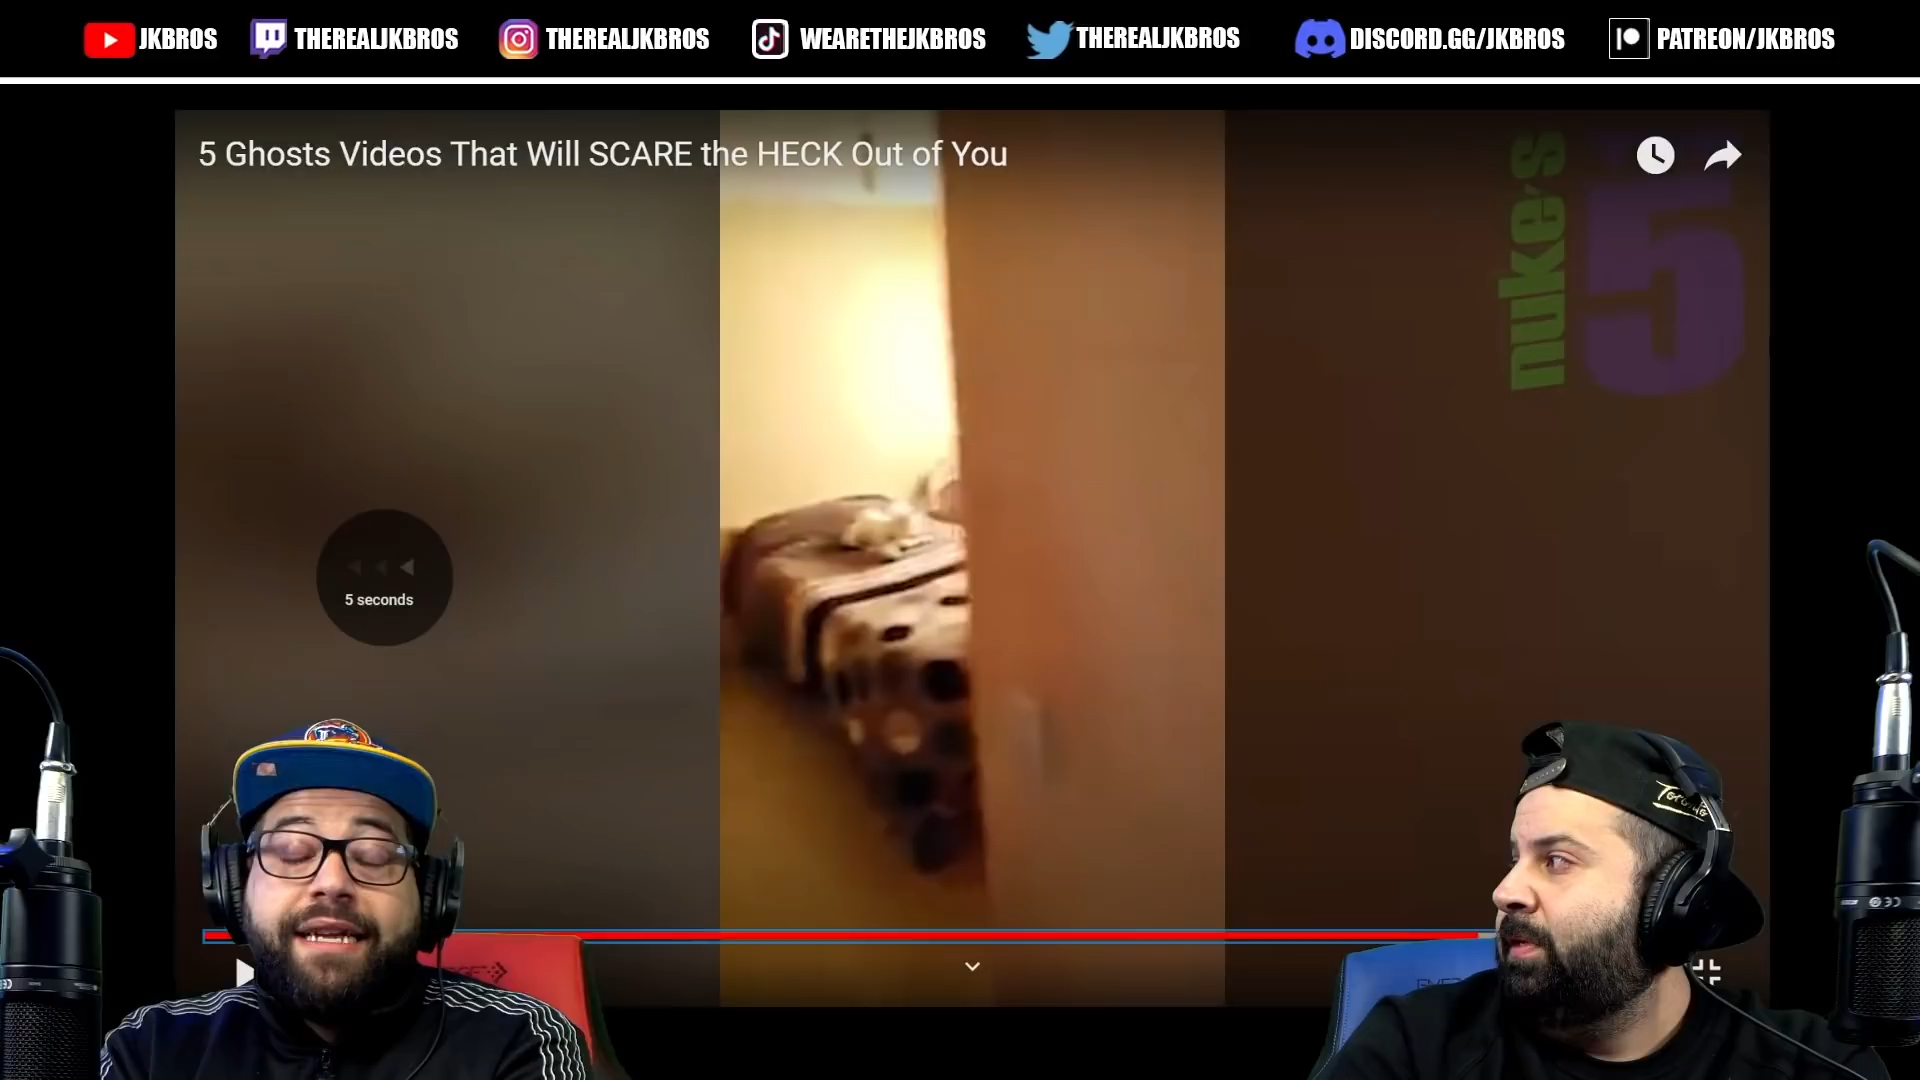 JKBROS
THEREALJKBROS
THEREALJKBROS
WEARETHEJKBROS
THEREALJKBROS
DISCORD.GG/JKBROS
PATREON/JKBROS
5 Ghosts Videos That Will SCARE the HECK Out of You
nuke's
5
5 seconds